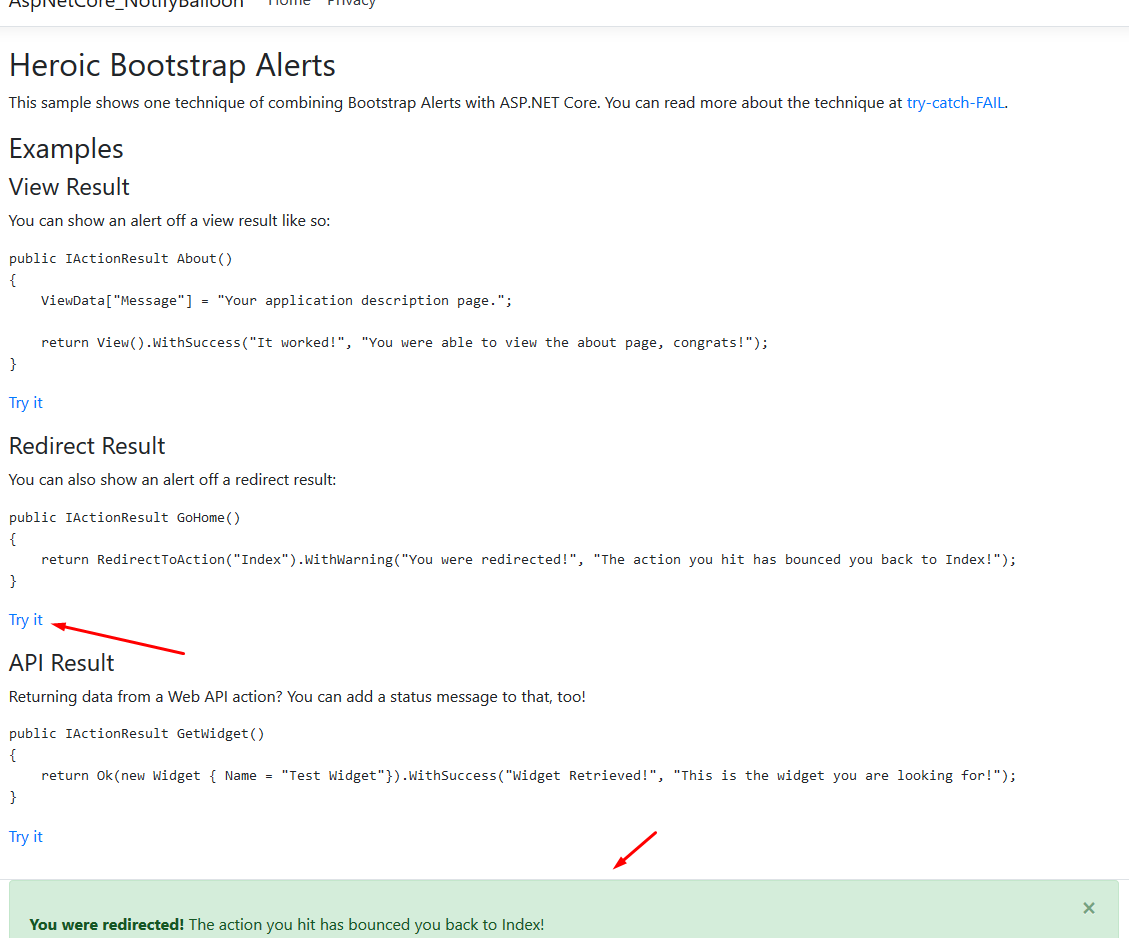 AspNetCore_NotifyBalloon Home Privacy
Heroic Bootstrap Alerts
This sample shows one technique of combining Bootstrap Alerts with ASP.NET Core. You can read more about the technique at try-catch-FAIL.
Examples
View Result
You can show an alert off a view result like so:
public IActionResult About()
{
    ViewData["Message"] = "Your application description page.";
    return View().WithSuccess("It worked!", "You were able to view the about page, congrats!");
}
Try it
Redirect Result
You can also show an alert off a redirect result:
public IActionResult GoHome()
{
    return RedirectToAction("Index").WithWarning("You were redirected!", "The action you hit has bounced you back to Index!");
}
Try it
API Result
Returning data from a Web API action? You can add a status message to that, too!
public IActionResult GetWidget()
{
    return Ok(new Widget { Name = "Test Widget"}).WithSuccess("Widget Retrieved!", "This is the widget you are looking for!");
}
Try it
×
You were redirected! The action you hit has bounced you back to Index!